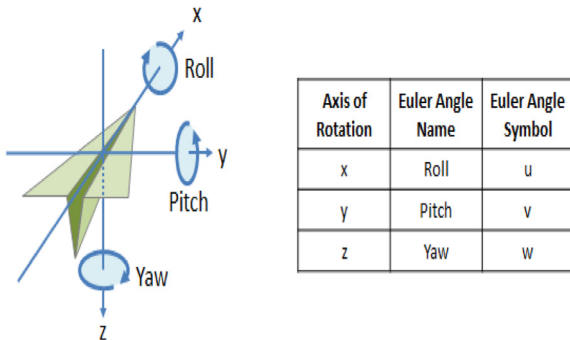 x
Roll
y
Pitch
Yaw
z
Axis of Rotation Euler Angle Name Euler Angle Symbol
x Roll u
y Pitch v
z Yaw w